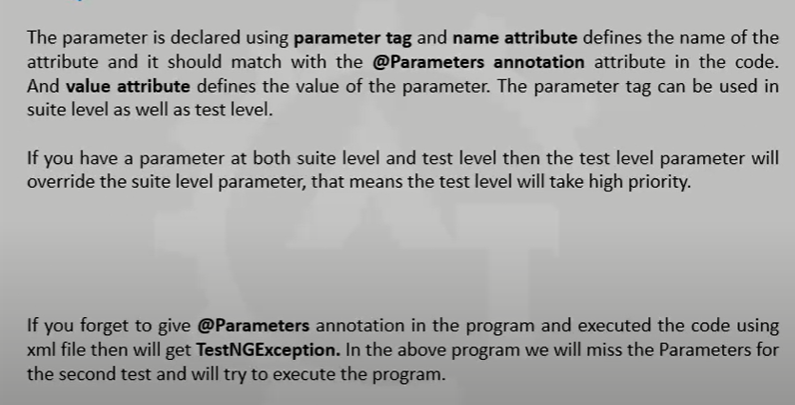 The parameter is declared using parameter tag and name attribute defines the name of the
attribute and it should match with the @Parameters annotation attribute in the code.
And value attribute defines the value of the parameter. The parameter tag can be used in
suite level as well as test level.
If you have a parameter at both suite level and test level then the test level parameter will
override the suite level parameter, that means the test level will take high priority.
If you forget to give @Parameters annotation in the program and executed the code using
xml file then will get TestNGException. In the above program we will miss the Parameters for
the second test and will try to execute the program.